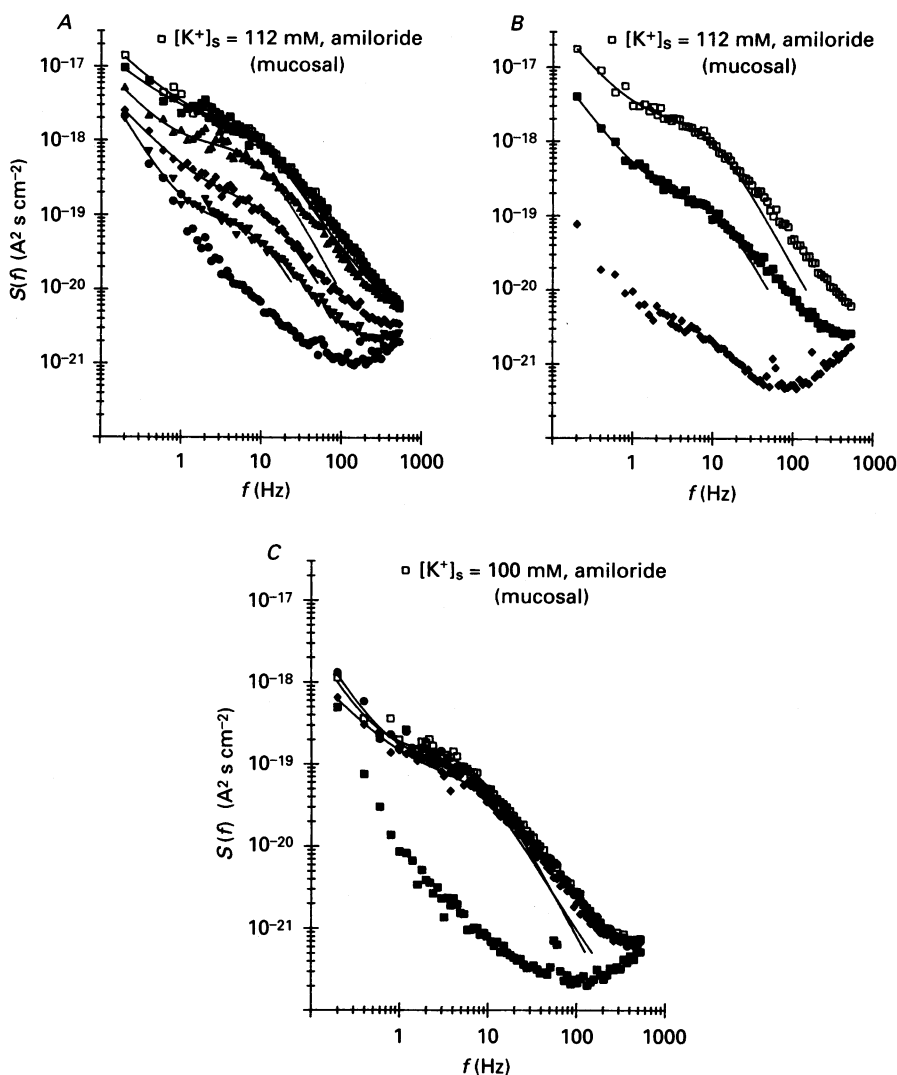 A
□ [K⁺]ₛ = 112 mM, amiloride
(mucosal)
10⁻¹⁷
10⁻¹⁸
10⁻¹⁹
10⁻²⁰
10⁻²¹
S(f) (A² s cm⁻²)
1 10 100 1000
f (Hz)
B
□ [K⁺]ₛ = 112 mM, amiloride
(mucosal)
10⁻¹⁷
10⁻¹⁸
10⁻¹⁹
10⁻²⁰
10⁻²¹
1 10 100 1000
f (Hz)
C
□ [K⁺]ₛ = 100 mM, amiloride
(mucosal)
10⁻¹⁷
10⁻¹⁸
10⁻¹⁹
10⁻²⁰
10⁻²¹
S(f) (A² s cm⁻²)
1 10 100 1000
f (Hz)